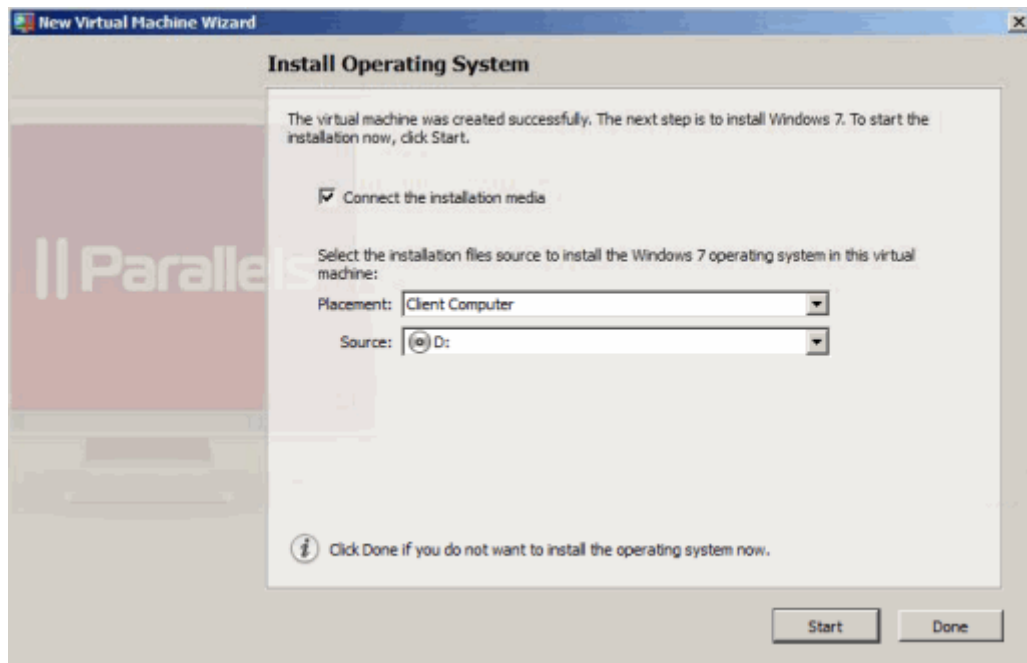 New Virtual Machine Wizard
Install Operating System
The virtual machine was created successfully. The next step is to install Windows 7. To start the
installation now, click Start.
Connect the installation media
|| Parallels
Select the installation files source to install the Windows 7 operating system in this virtual
machine:
Placement: Client Computer
Source: D:
Click Done if you do not want to install the operating system now.
Start Done